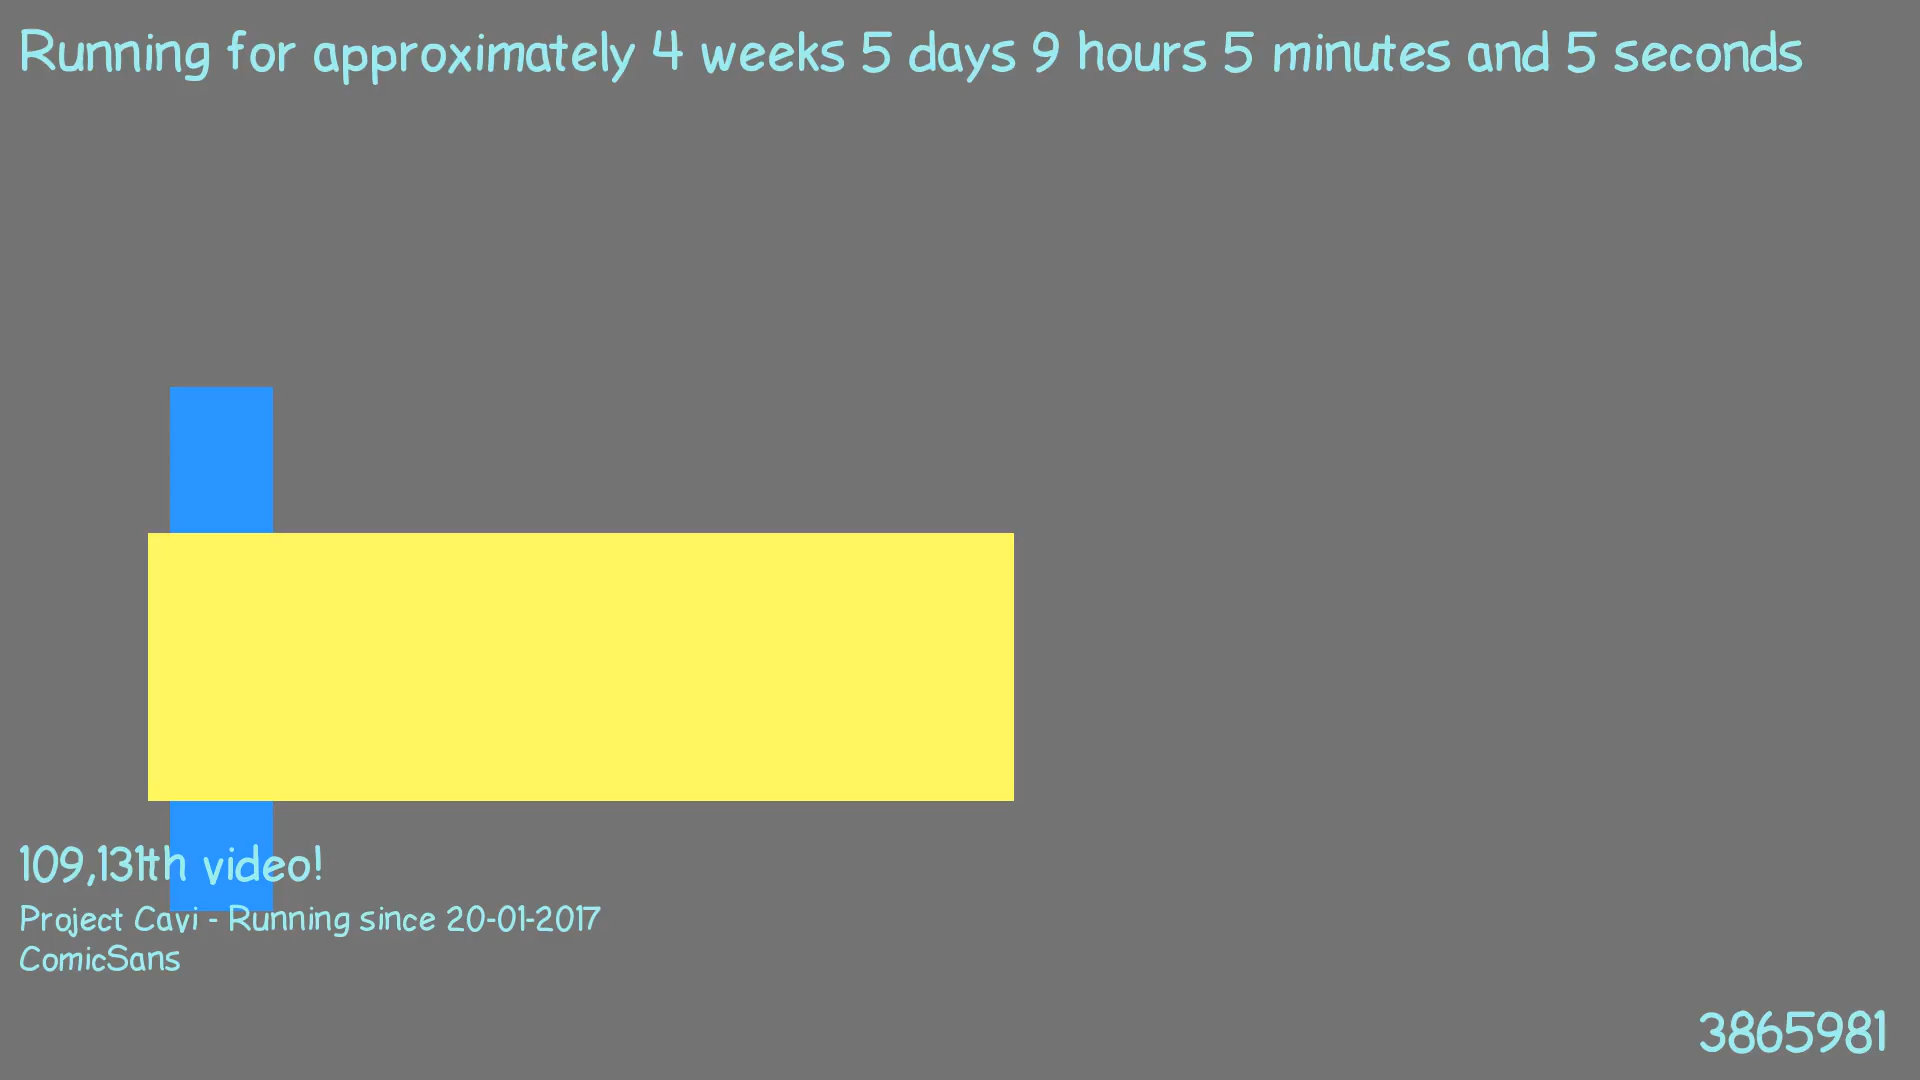 Running for approximately 4 weeks 5 days 9 hours 5 minutes and 5 seconds
109,131th video!
Project Cavi - Running since 20-01-2017
ComicSans
3865981